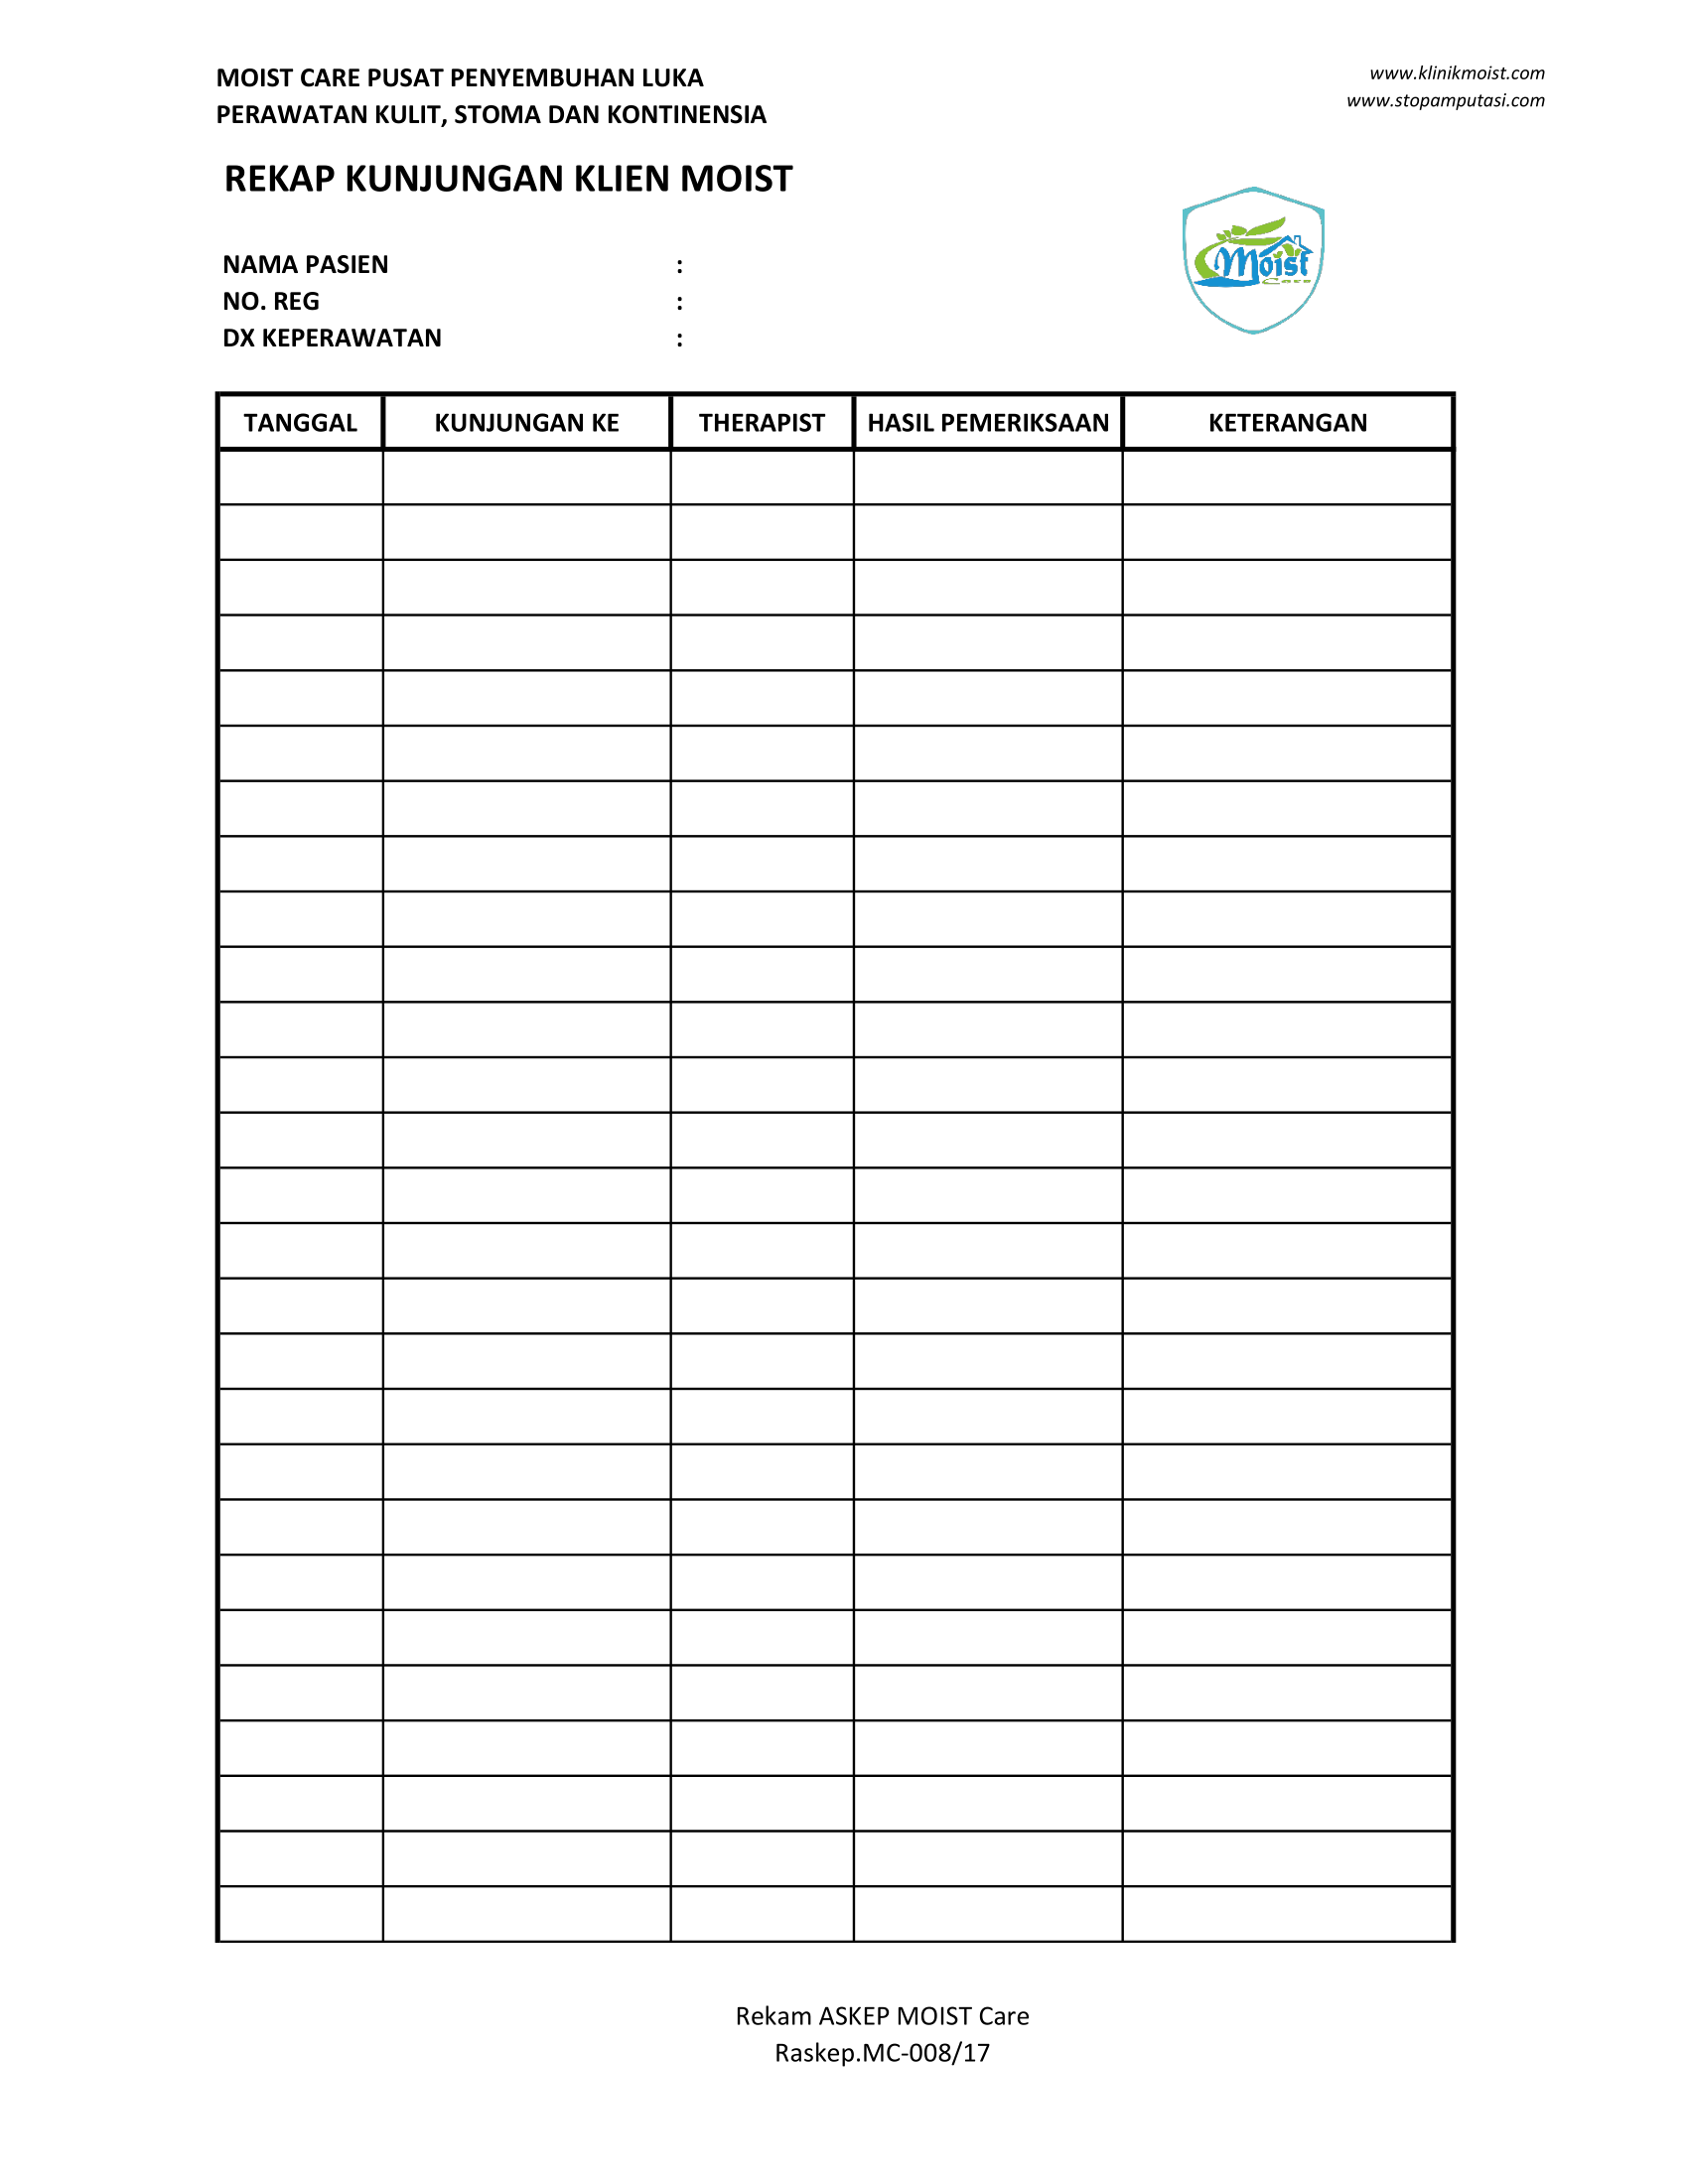 MOIST CARE PUSAT PENYEMBUHAN LUKA
PERAWATAN KULIT, STOMA DAN KONTINENSIA
www.klinikmoist.com
www.stopamputasi.com
REKAP KUNJUNGAN KLIEN MOIST
Moist
Care
NAMA PASIEN :
NO. REG :
DX KEPERAWATAN :
TANGGAL KUNJUNGAN KE THERAPIST HASIL PEMERIKSAAN KETERANGAN
Rekam ASKEP MOIST Care
Raskep.MC-008/17